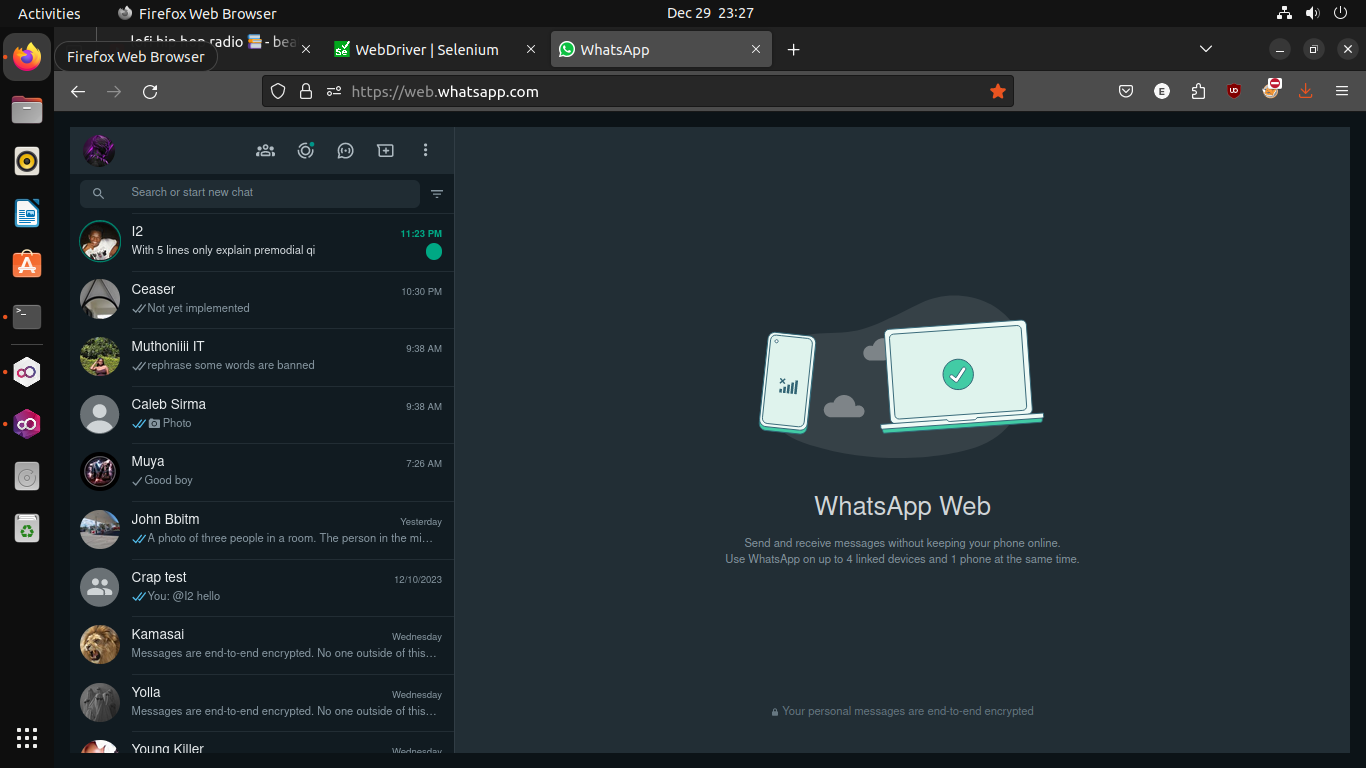 Activities
Firefox Web Browser
Dec 29 23:27
lofi hip hop radio 📚 - bea
WebDriver | Selenium
WhatsApp
Firefox Web Browser
https://web.whatsapp.com
E
Search or start new chat
I2
11:23 PM
With 5 lines only explain premodial qi
Ceaser
10:30 PM
Not yet implemented
Muthoniiii IT
9:38 AM
rephrase some words are banned
Caleb Sirma
9:38 AM
Photo
Muya
7:26 AM
Good boy
John Bbitm
Yesterday
A photo of three people in a room. The person in the mi…
Crap test
12/10/2023
You: @I2 hello
Kamasai
Wednesday
Messages are end-to-end encrypted. No one outside of this…
Yolla
Wednesday
Messages are end-to-end encrypted. No one outside of this…
Young Killer
Wednesday
WhatsApp Web
Send and receive messages without keeping your phone online.
Use WhatsApp on up to 4 linked devices and 1 phone at the same time.
Your personal messages are end-to-end encrypted